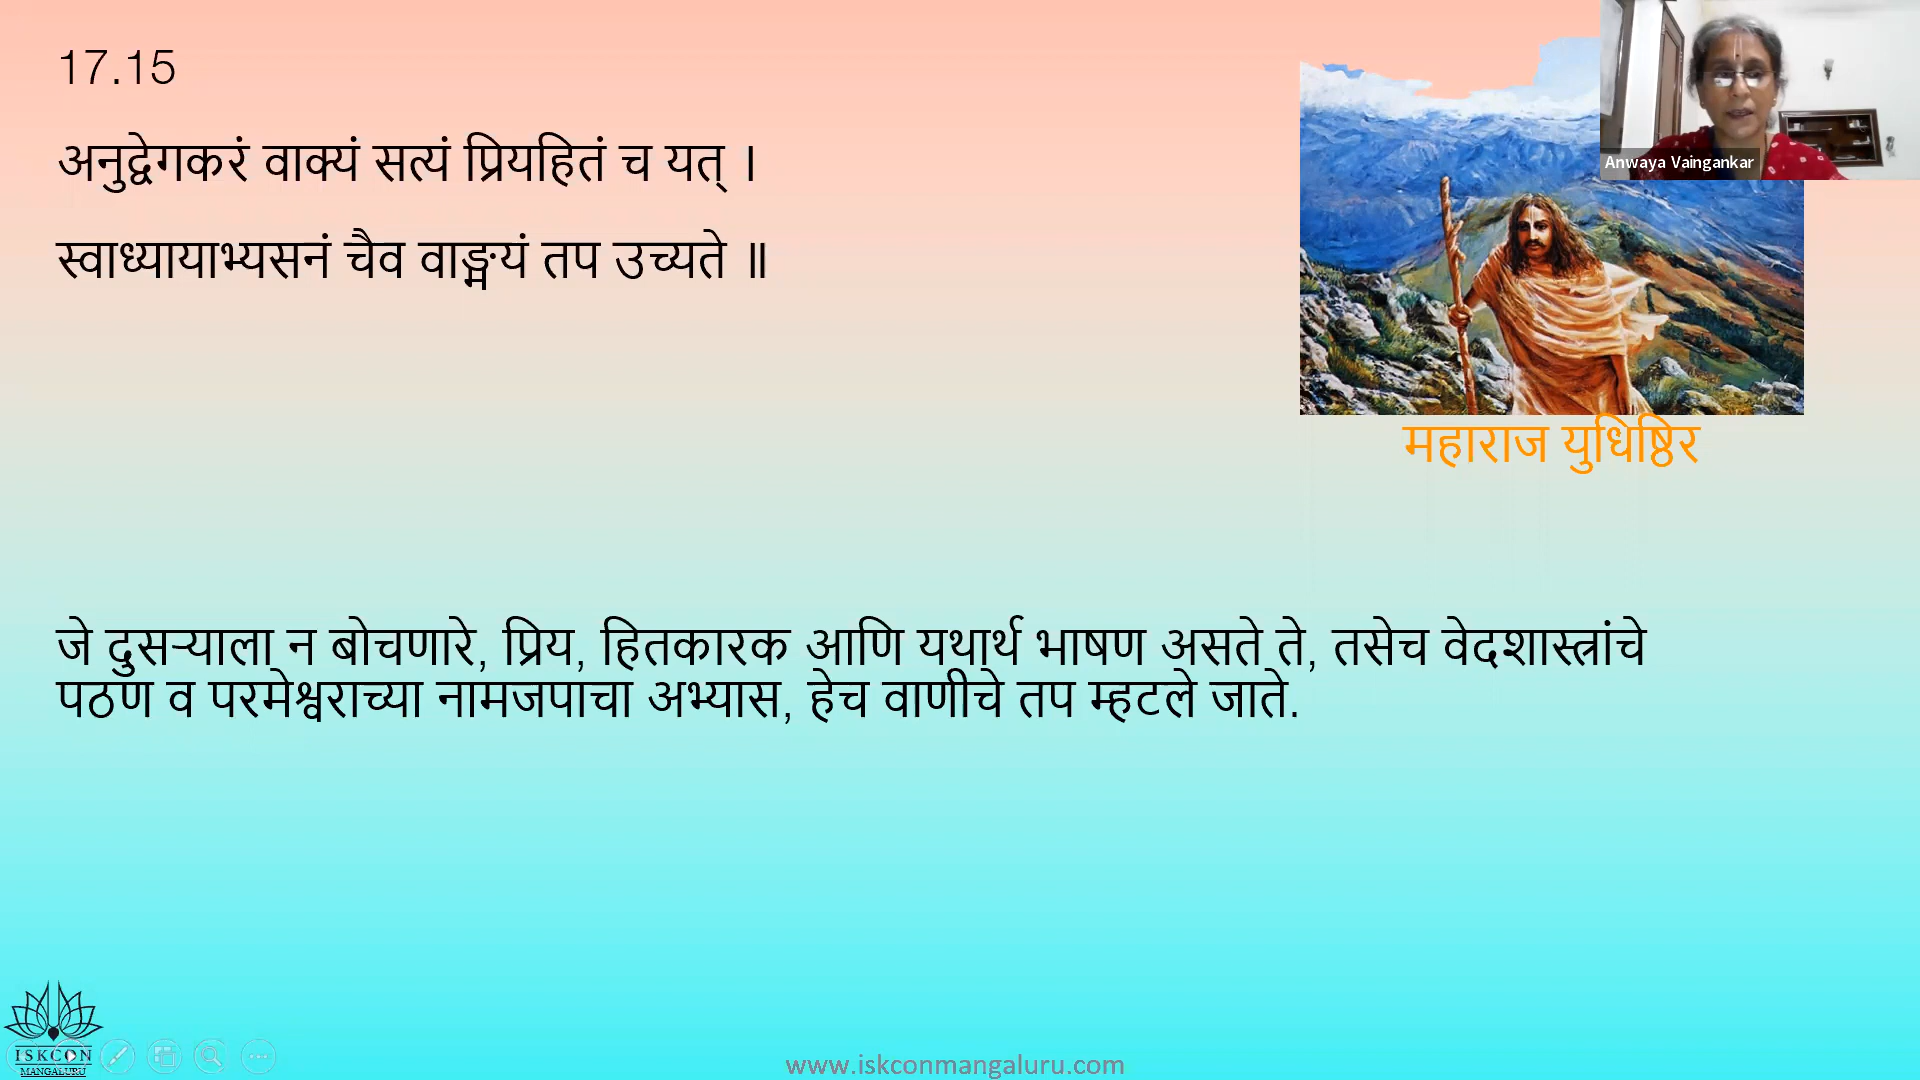 17.15
अनुद्वेगकरं वाक्यं सत्यं प्रियहितं च यत् ।
स्वाध्यायाभ्यसनं चैव वाङ्मयं तप उच्यते ॥
Anwaya Vaingankar
महाराज युधिष्ठिर
जे दुसऱ्याला न बोचणारे, प्रिय, हितकारक आणि यथार्थ भाषण असते ते, तसेच वेदशास्त्रांचे
पठण व परमेश्वराच्या नामजपाचा अभ्यास, हेच वाणीचे तप म्हटले जाते.
ISKCON
MANGALURU
www.iskconmangaluru.com